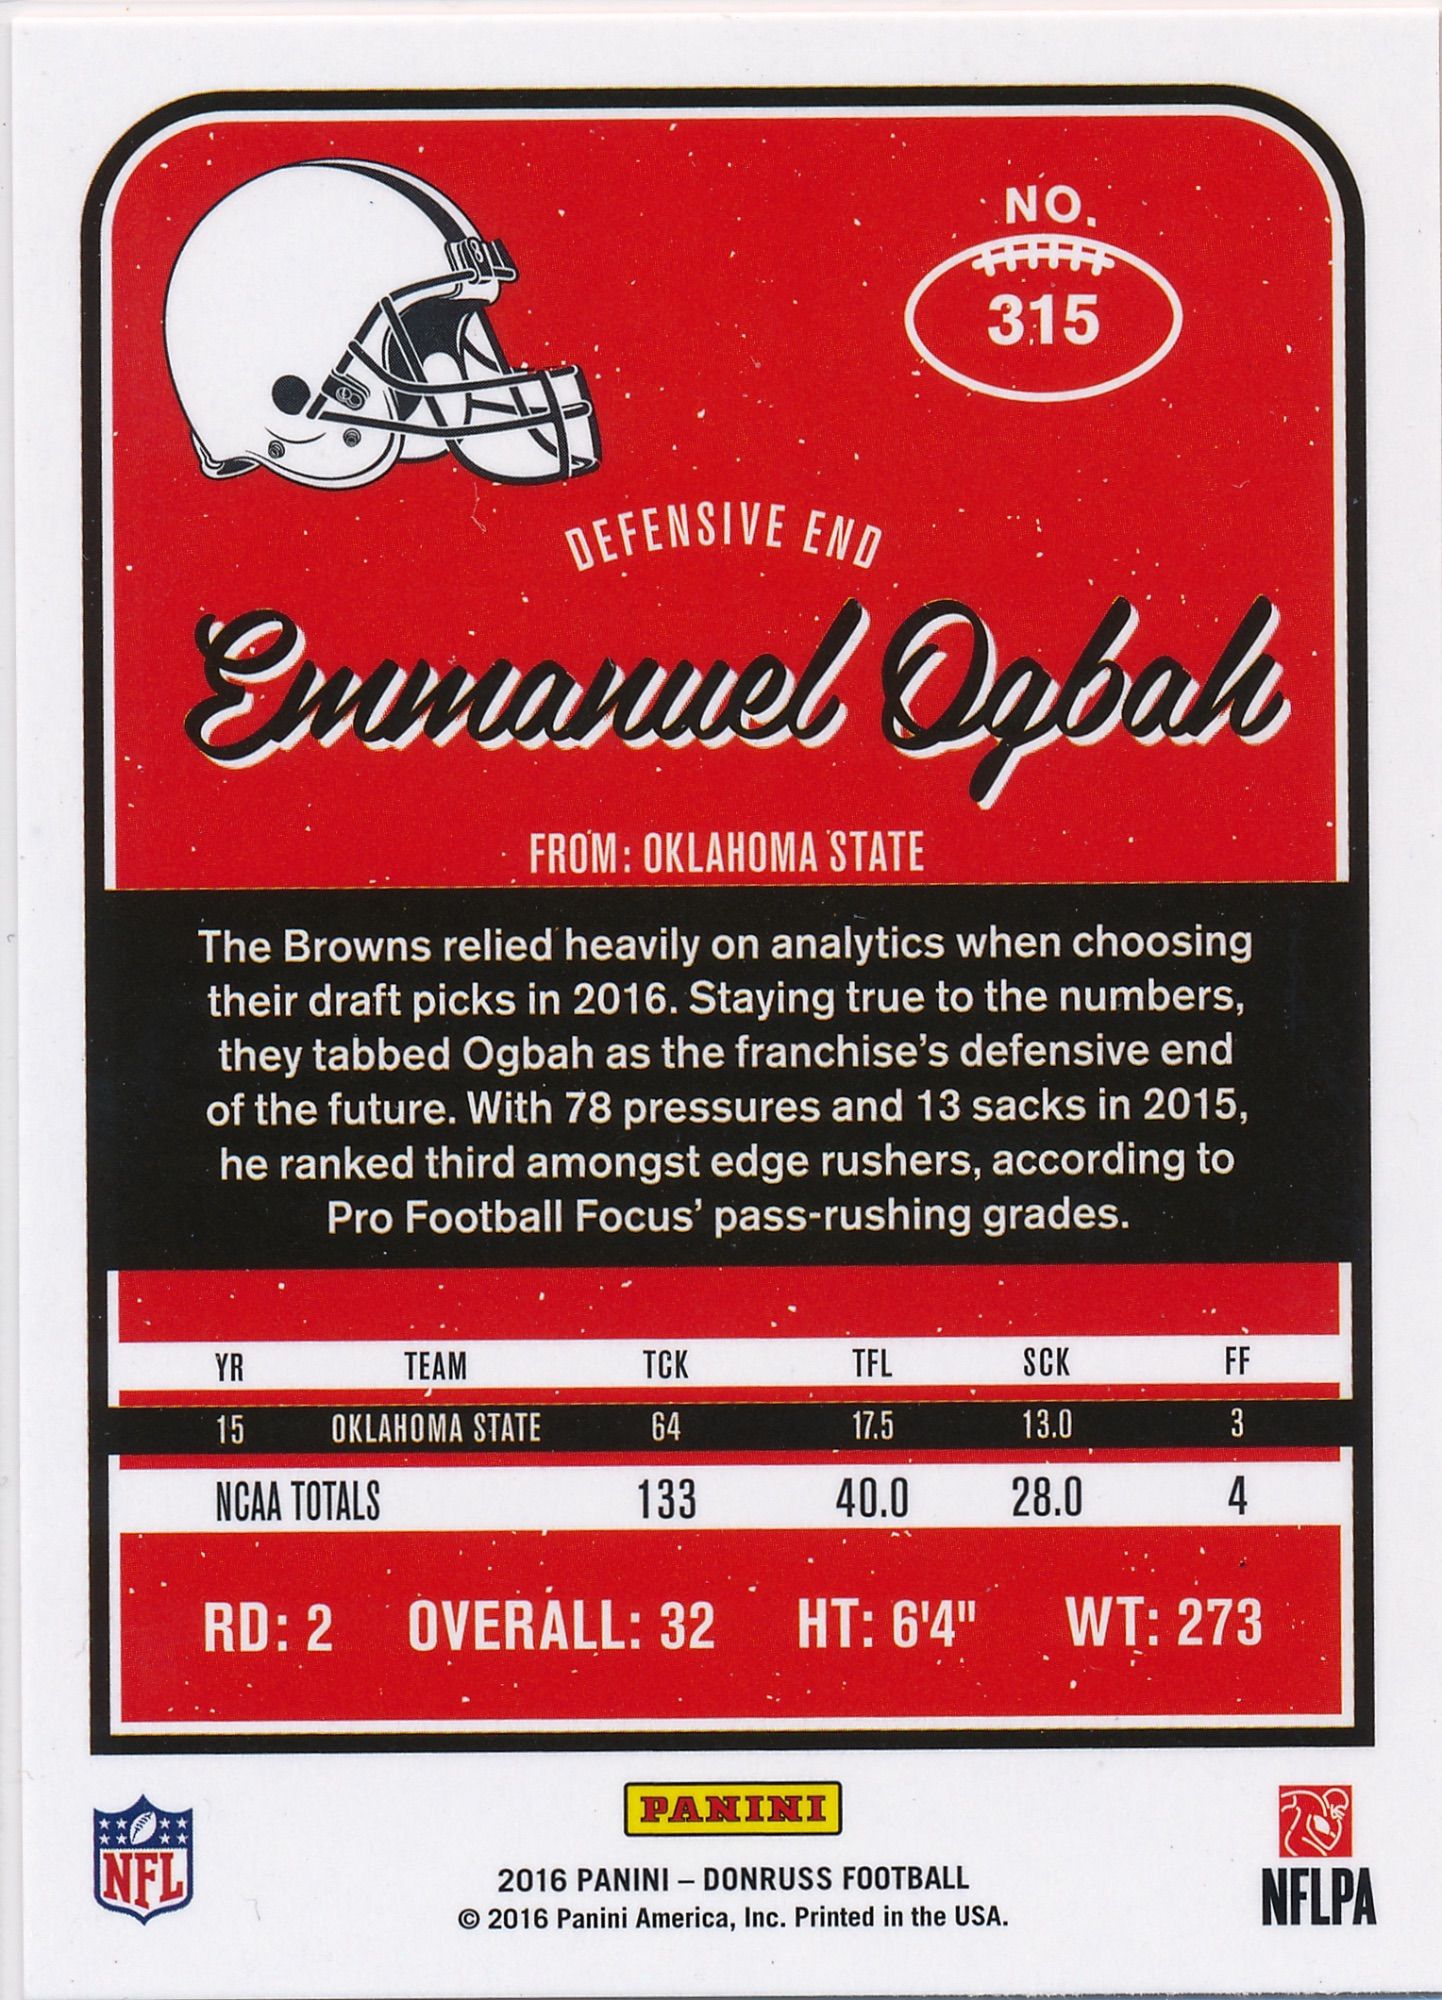 NO.
315
DEFENSIVE END
Emmanuel Ogbah
FROM: OKLAHOMA STATE
The Browns relied heavily on analytics when choosing
their draft picks in 2016. Staying true to the numbers,
they tabbed Ogbah as the franchise's defensive end
of the future. With 78 pressures and 13 sacks in 2015,
he ranked third amongst edge rushers, according to
Pro Football Focus' pass-rushing grades.
YR TEAM TCK TFL SCK FF
15 OKLAHOMA STATE 64 17.5 13.0 3
NCAA TOTALS 133 40.0 28.0 4
RD: 2 OVERALL: 32 HT: 6'4" WT: 273
PANINI
NFL
2016 PANINI – DONRUSS FOOTBALL
© 2016 Panini America, Inc. Printed in the USA.
NFLPA